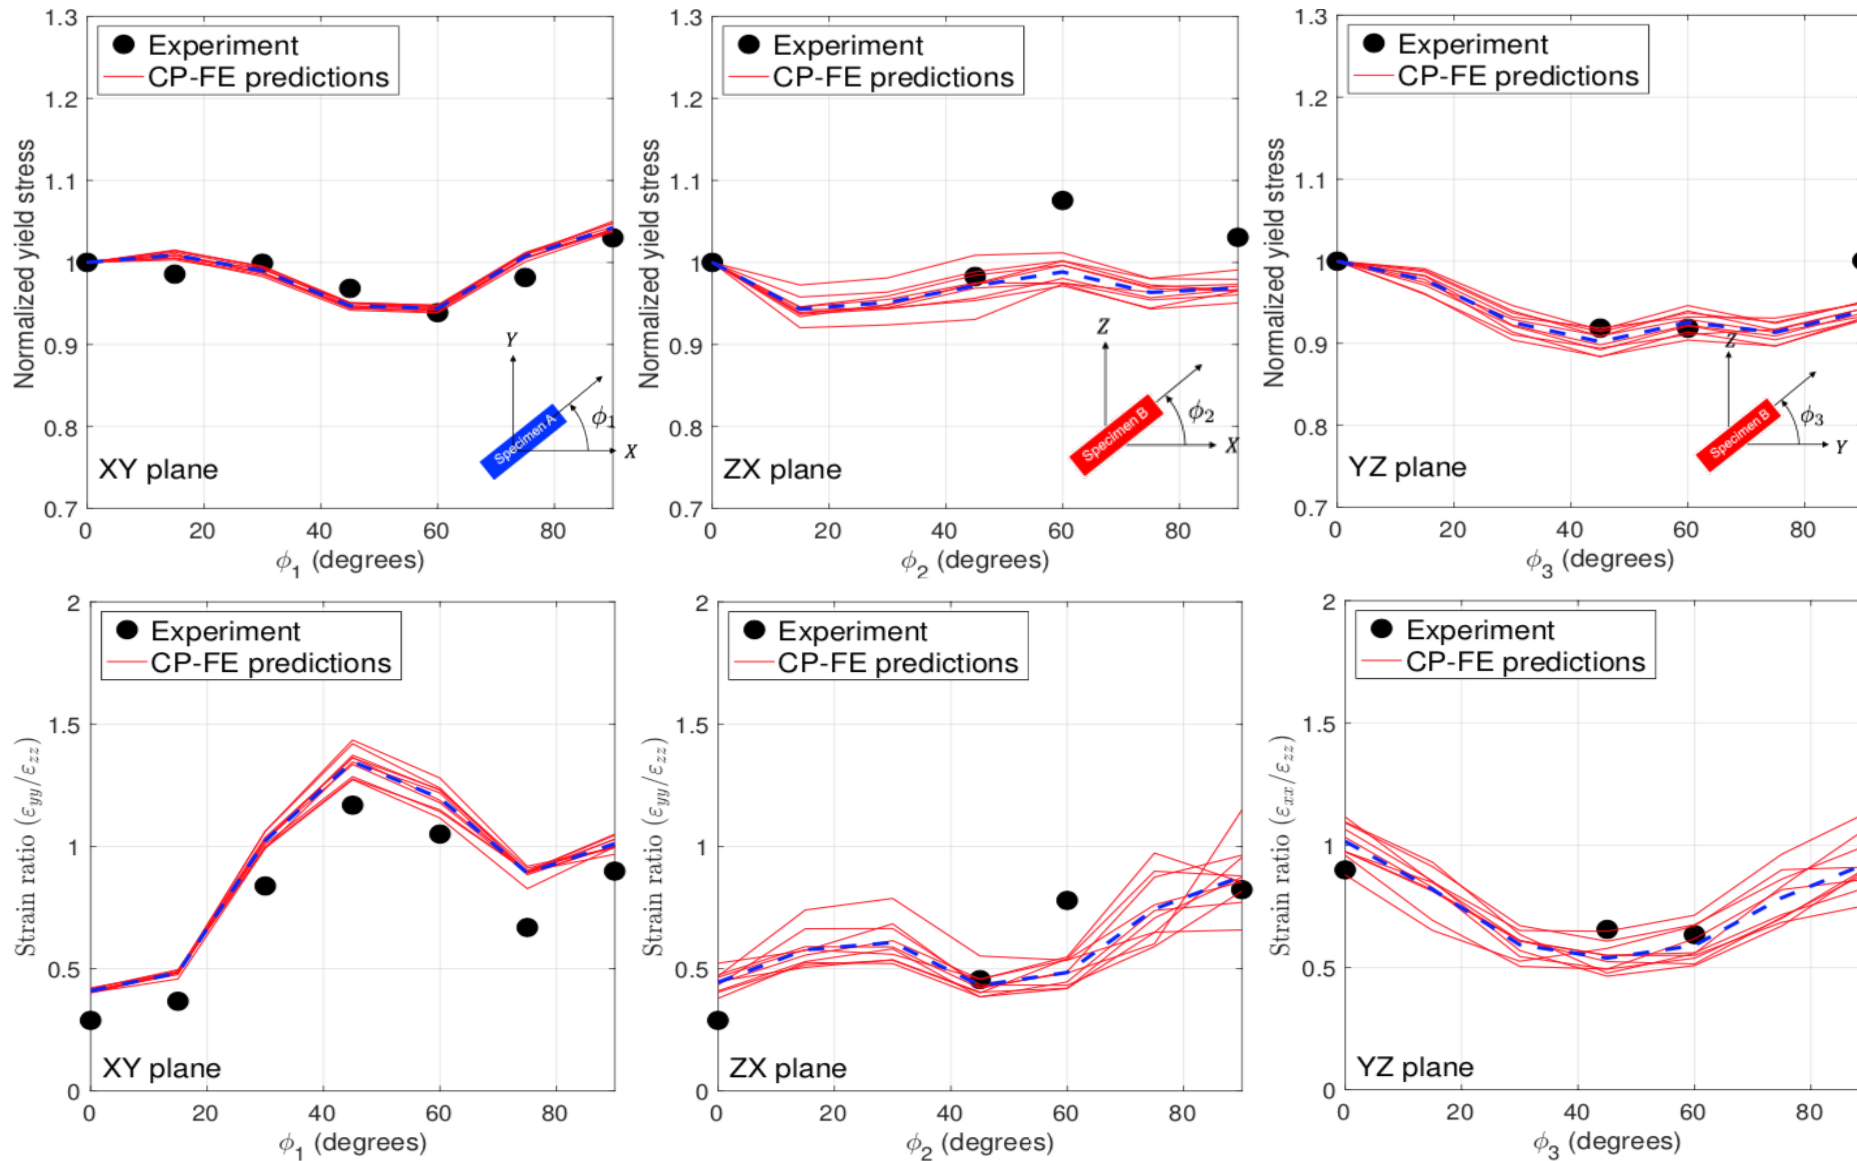 1.3
Experiment
CP-FE predictions
1.2
1.1
1
0.9
0.8
0.7
Normalized yield stress
Y
ϕ1
Specimen A
X
XY plane
0 20 40 60 80
ϕ1 (degrees)
1.3
Experiment
CP-FE predictions
1.2
1.1
1
0.9
0.8
0.7
Normalized yield stress
Z
ϕ2
Specimen B
X
ZX plane
0 20 40 60 80
ϕ2 (degrees)
1.3
Experiment
CP-FE predictions
1.2
1.1
1
0.9
0.8
0.7
Normalized yield stress
Z
ϕ3
Specimen B
Y
YZ plane
0 20 40 60 80
ϕ3 (degrees)
2
Experiment
CP-FE predictions
1.5
1
0.5
0
Strain ratio (εyy/εzz)
XY plane
0 20 40 60 80
ϕ1 (degrees)
2
Experiment
CP-FE predictions
1.5
1
0.5
0
Strain ratio (εyy/εzz)
ZX plane
0 20 40 60 80
ϕ2 (degrees)
2
Experiment
CP-FE predictions
1.5
1
0.5
0
Strain ratio (εxx/εzz)
YZ plane
0 20 40 60 80
ϕ3 (degrees)